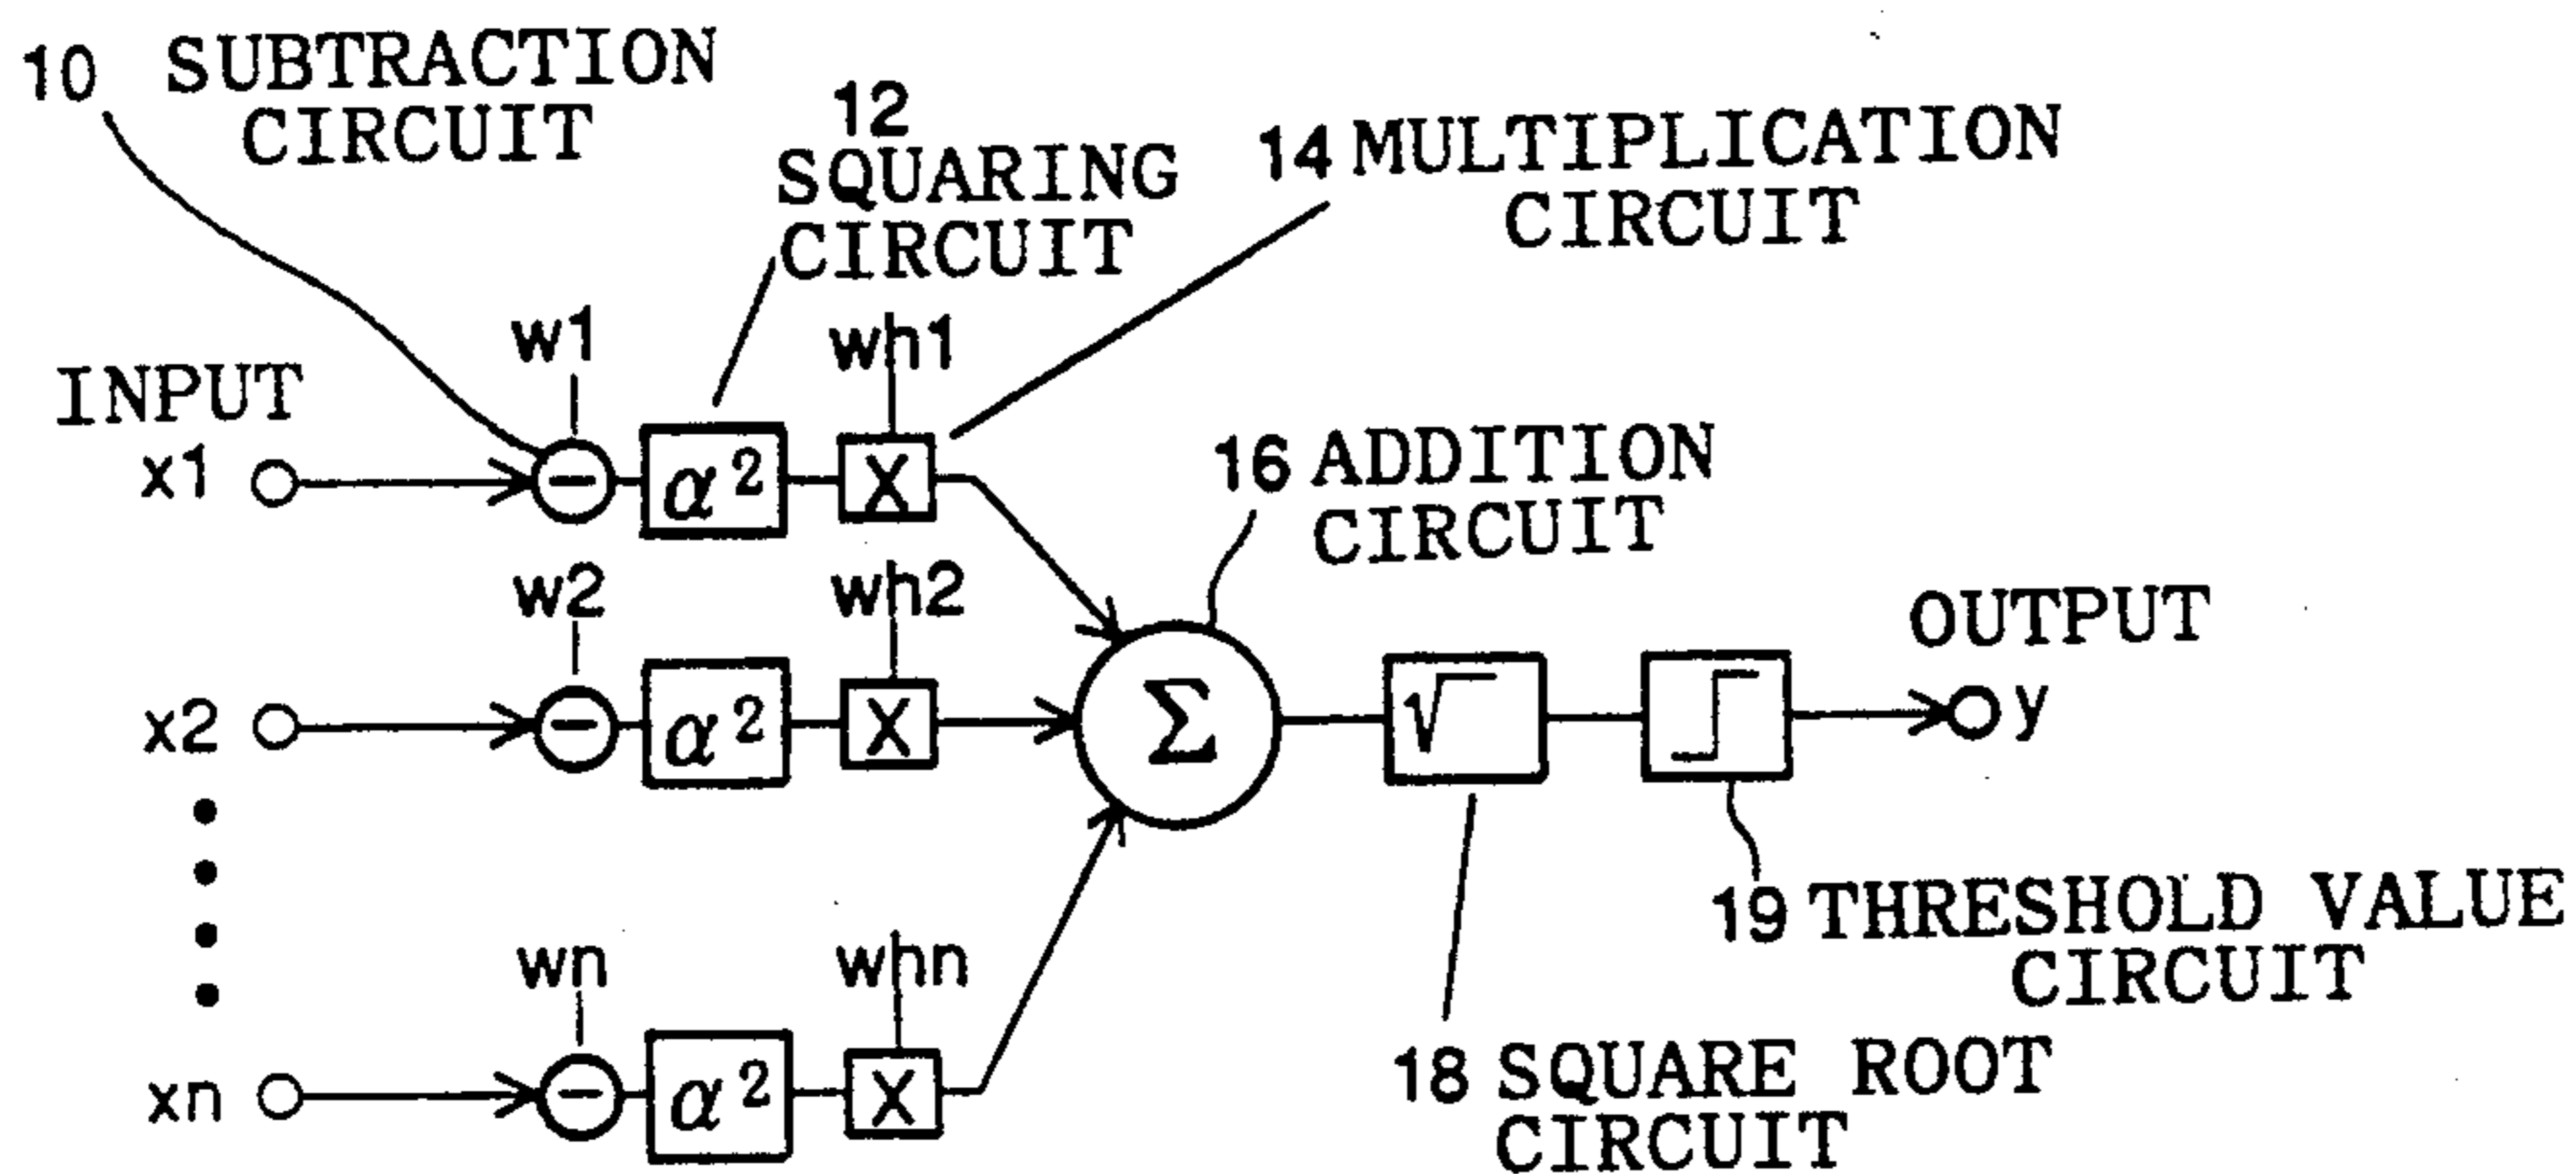 10 SUBTRACTION
CIRCUIT
12
SQUARING
CIRCUIT
14 MULTIPLICATION
CIRCUIT
w1
wh1
INPUT
x1
α²
X
16 ADDITION
CIRCUIT
w2
wh2
OUTPUT
x2
α²
X
Σ
√
y
19 THRESHOLD VALUE
CIRCUIT
wn
whn
18 SQUARE ROOT
CIRCUIT
xn
α²
X